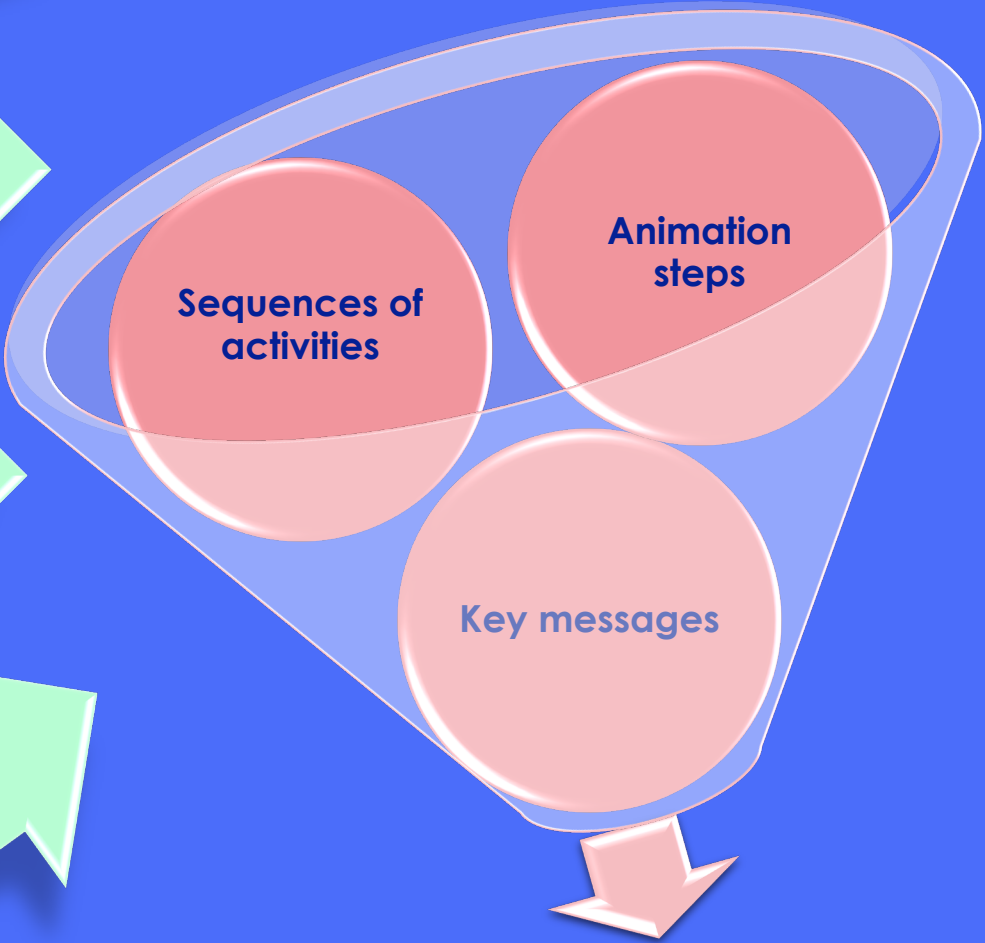 Animation
steps
Sequences of
activities
Key messages